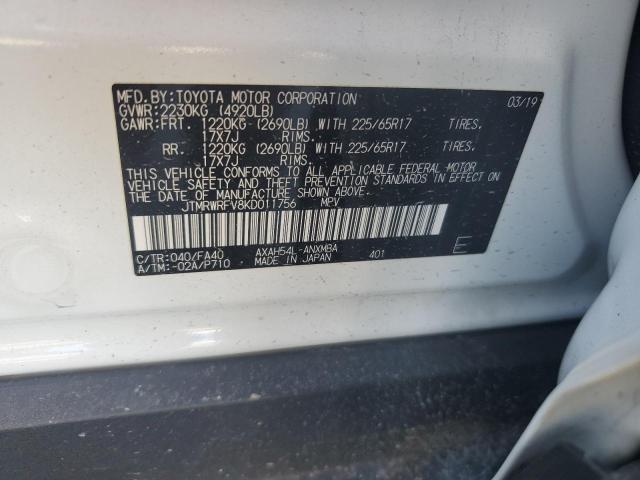 MFD.BY:TOYOTA MOTOR CORPORATION 03/19
GVWR:2230KG (4920LB)
GAWR:FRT. 1220KG (2690LB) WITH 225/65R17 TIRES.
17X7J RIMS.
RR. 1220KG (2690LB) WITH 225/65R17 TIRES.
17X7J RIMS.
THIS VEHICLE CONFORMS TO ALL APPLICABLE FEDERAL MOTOR
VEHICLE SAFETY AND BUMPER STANDARDS IN EFFECT ON
THE DATE OF MANUFACTURE SHOWN ABOVE.
JTMRWRFV8KD011756 MPV
C/TR:040/FA40 AXAH54L-ANXMBA 401 E
A/TM:-02A/P710 MADE IN JAPAN